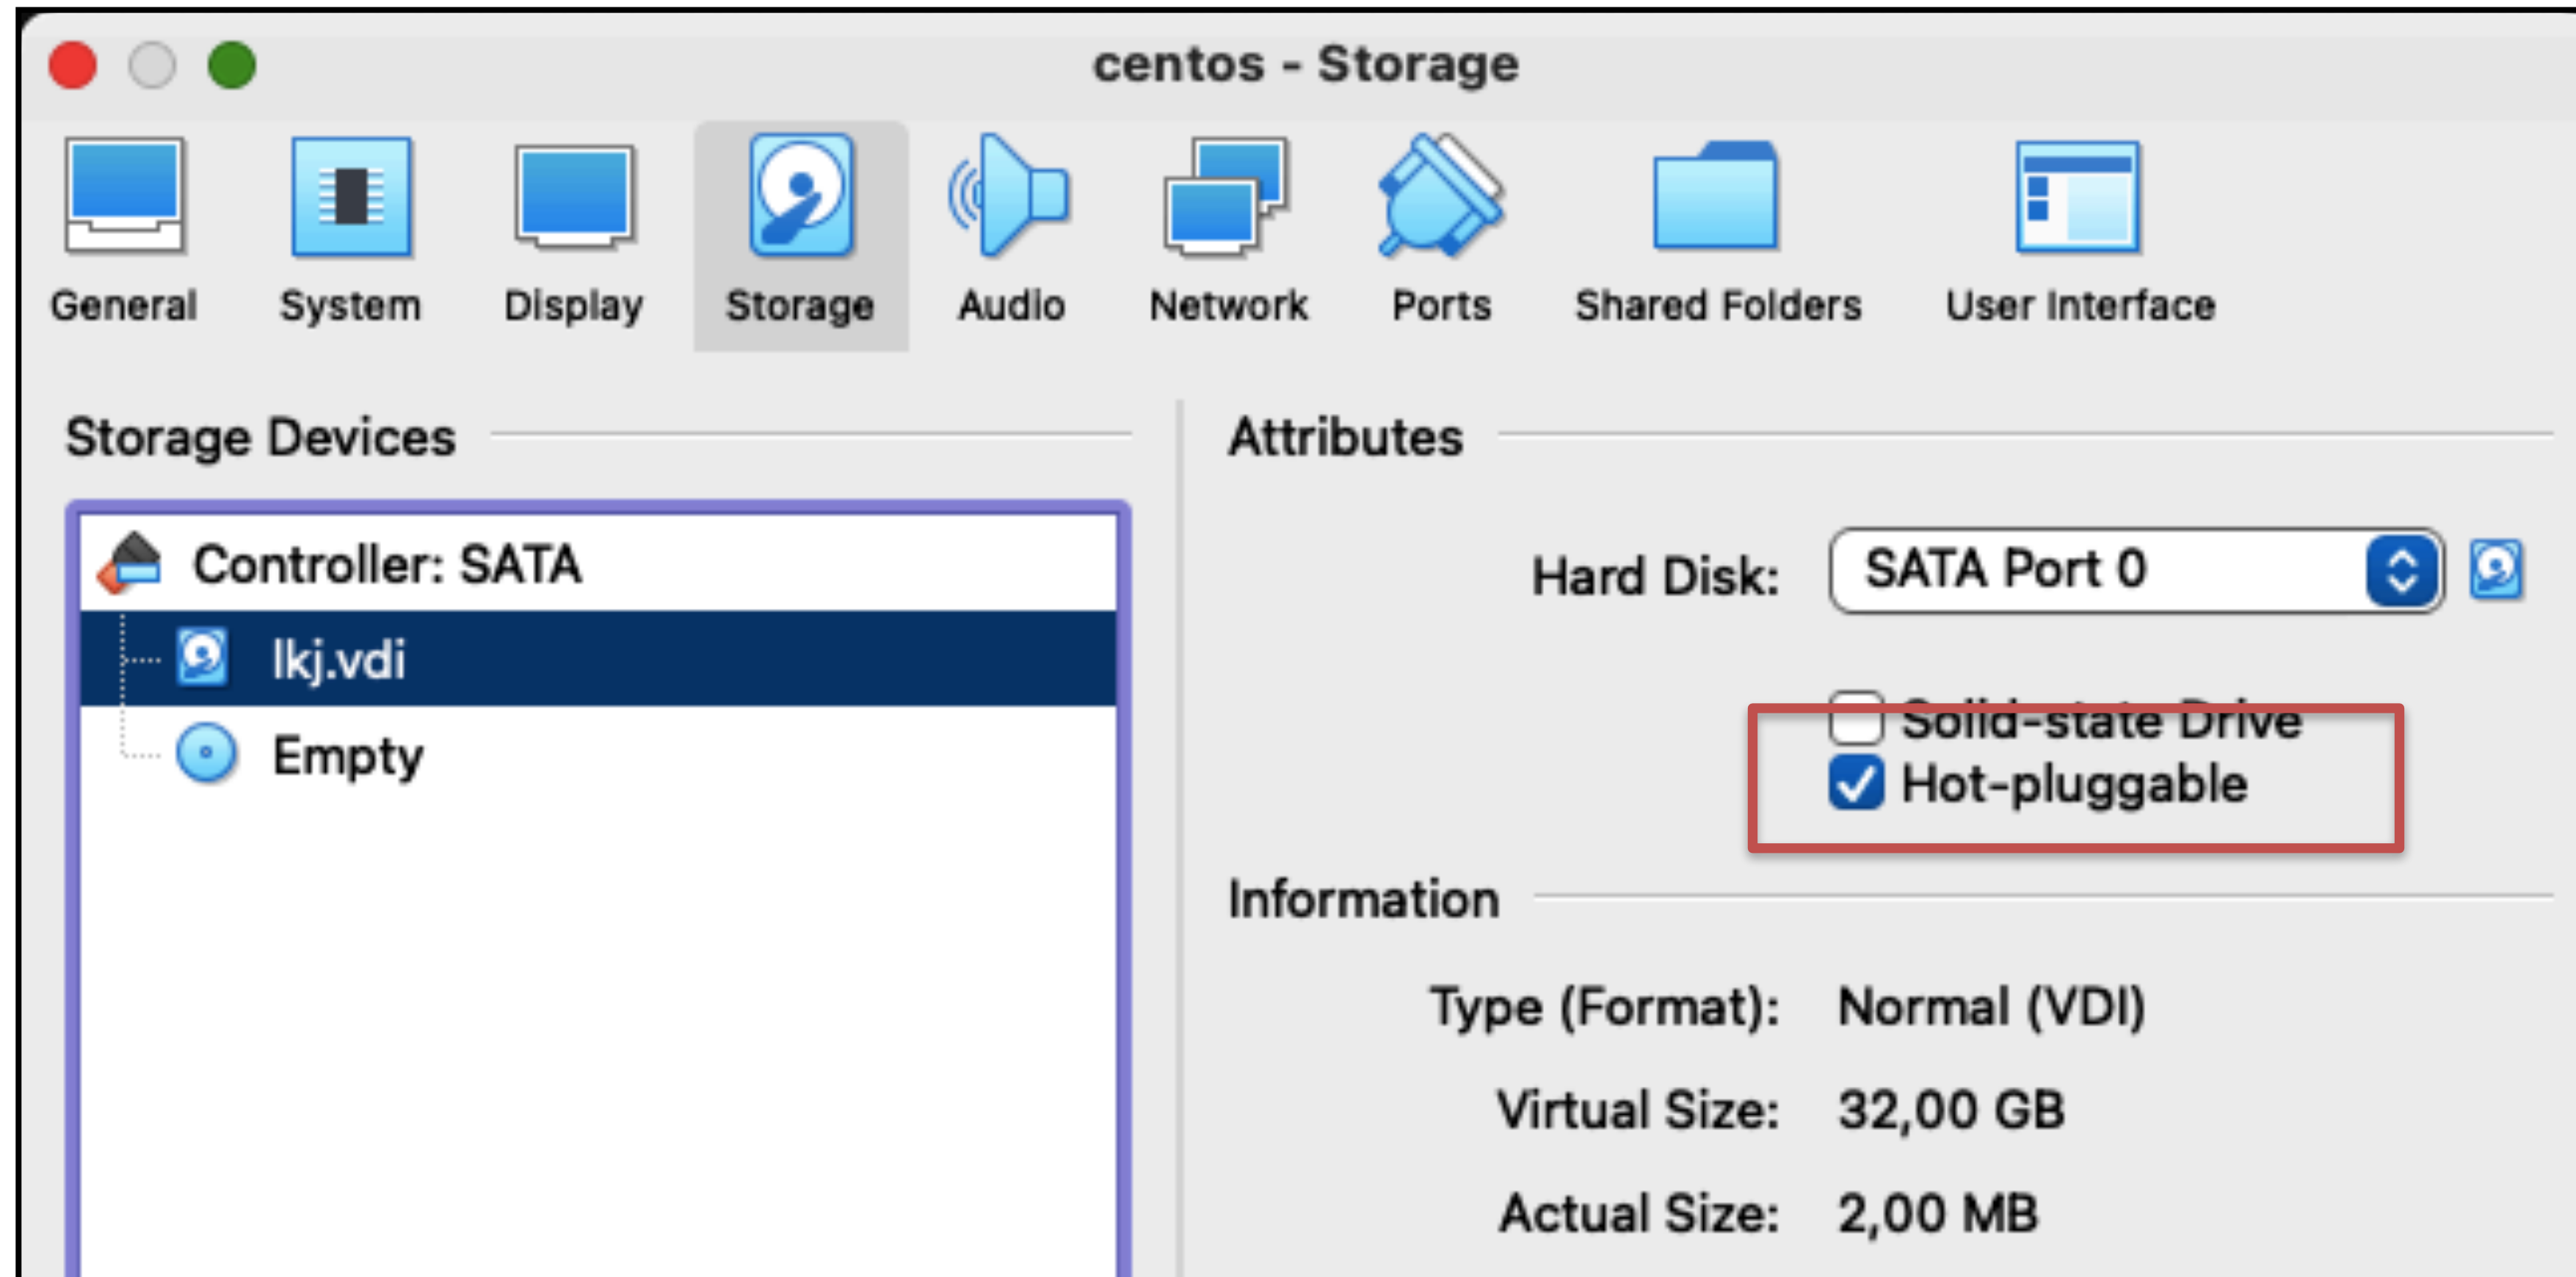 centos - Storage
General System Display Storage Audio Network Ports Shared Folders User Interface
Storage Devices
Controller: SATA
lkj.vdi
Empty
Attributes
Hard Disk: SATA Port 0
Solid-state Drive
Hot-pluggable
Information
Type (Format): Normal (VDI)
Virtual Size: 32,00 GB
Actual Size: 2,00 MB